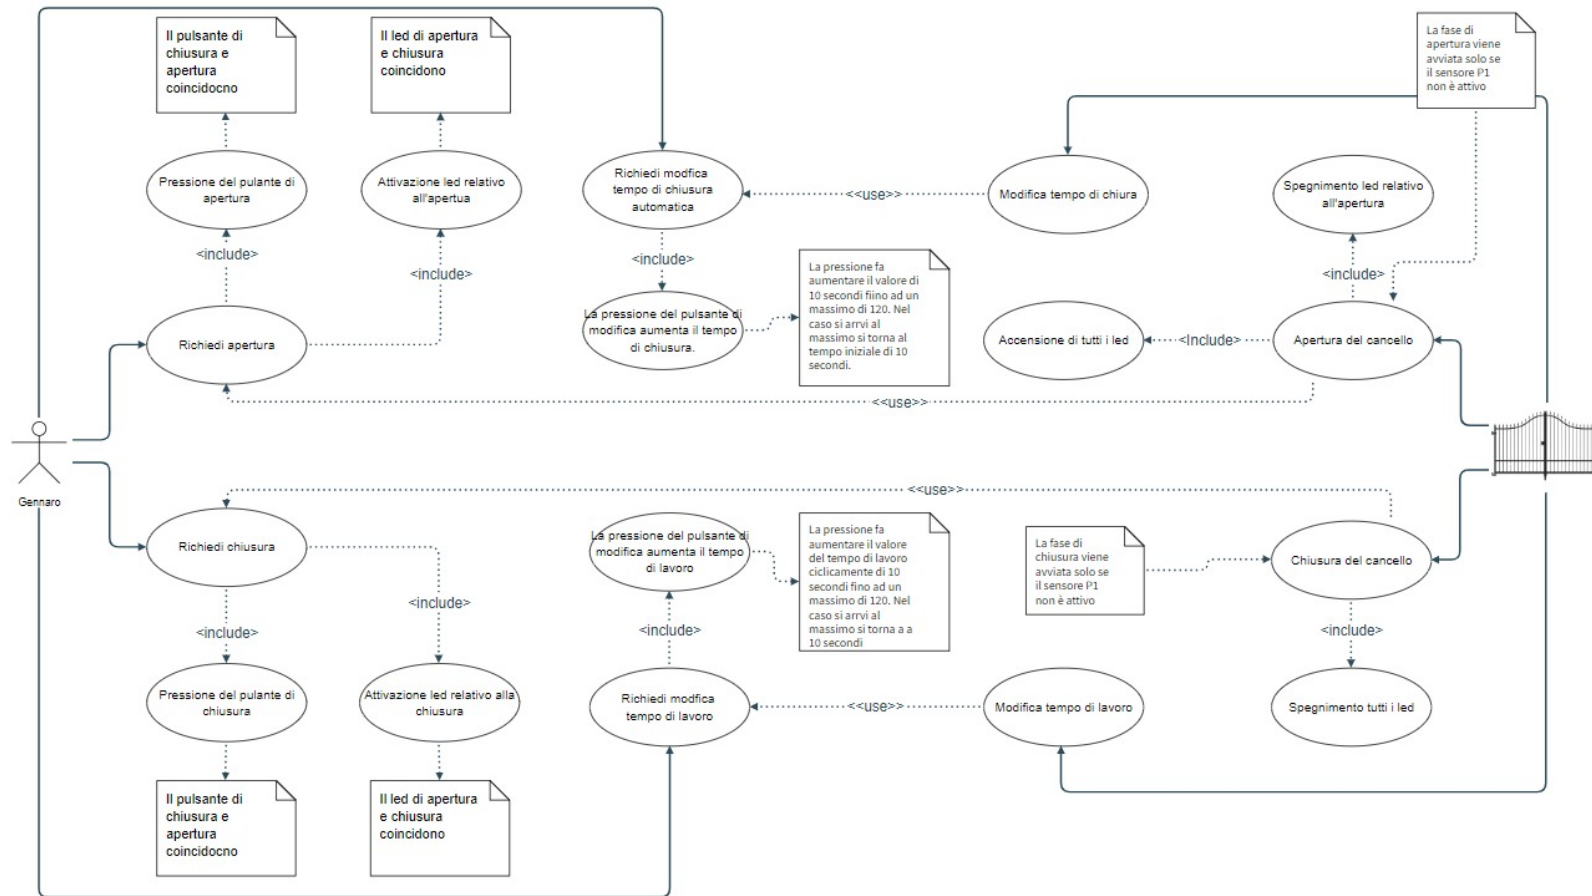 Il pulsante di
chiusura e
apertura
coincidocno
Il led di apertura
e chiusura
coincidono
La fase di
apertura viene
avviata solo se
il sensore P1
non è attivo
Pressione del pulante di
apertura
Attivazione led relativo
all'apertua
Richiedi modfica
tempo di chiusura
automatica
<<use>>
Modifica tempo di chiura
Spegnimento led relativo
all'apertura
<include>
<include>
<include>
<include>
La pressione fa
aumentare il valore di
10 secondi fiino ad un
massimo di 120. Nel
caso si arrvi al
massimo si torna al
tempo iniziale di 10
secondi.
La pressione del pulsante di
modifica aumenta il tempo
di chiusura.
Richiedi apertura
Accensione di tutti i led
<Include>
Apertura del cancello
<<use>>
Gennaro
<<use>>
Richiedi chiusura
La pressione del pulsante di
modifica aumenta il tempo
di lavoro
La pressione fa
aumentare il valore
del tempo di lavoro
ciclicamente di 10
secondi fino ad un
massimo di 120. Nel
caso si arrvi al
massimo si torna a a
10 secondi
La fase di
chiusura viene
avviata solo se
il sensore P1
non è attivo
Chiusura del cancello
<include>
<include>
<include>
<include>
Pressione del pulante di
chiusura
Attivazione led relativo alla
chiusura
Richiedi modfica
tempo di lavoro
<<use>>
Modifica tempo di lavoro
Spegnimento tutti i led
Il pulsante di
chiusura e
apertura
coincidocno
Il led di apertura
e chiusura
coincidono